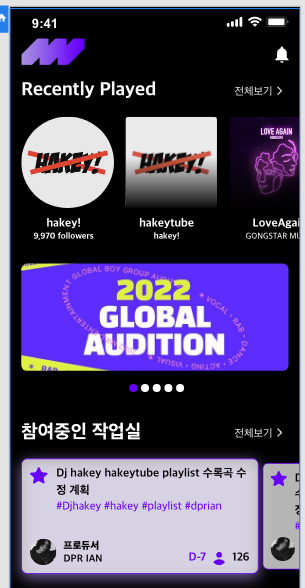 9:41
Recently Played
전체보기
HAKEY!
HAKEY!
LOVE AGAIN
hakey!
hakeytube
LoveAgai
9,970 followers
hakey!
GONGSTAR MU
GLOBAL BOY GROUP AUDITION
ENTERTAINMENT
2022
GLOBAL
AUDITION
VOCAL • RAP • DANCE
VISUAL • ACTING
참여중인 작업실
전체보기
Dj hakey hakeytube playlist 수록곡 수
정 계획
#Djhakey #hakey #playlist #dprian
프로듀서
DPR IAN
D-7
126